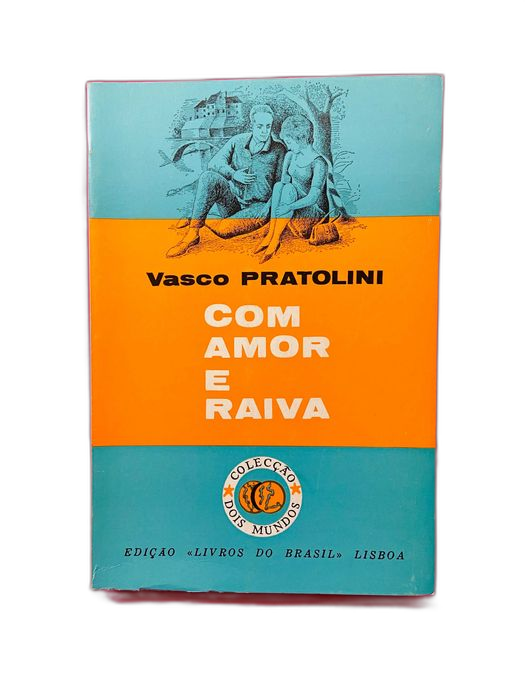 Vasco PRATOLINI
COM
AMOR
E
RAIVA
COLECÇÃO
DOIS MUNDOS
EDIÇÃO «LIVROS DO BRASIL» LISBOA